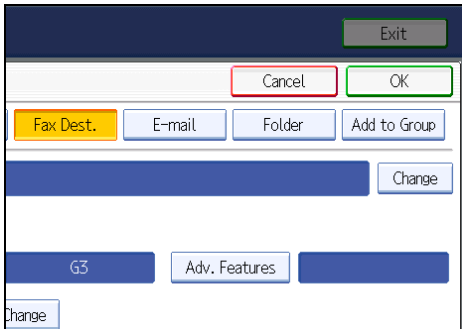 Exit
Cancel OK
Fax Dest. E-mail Folder Add to Group
Change
G3 Adv. Features
Change